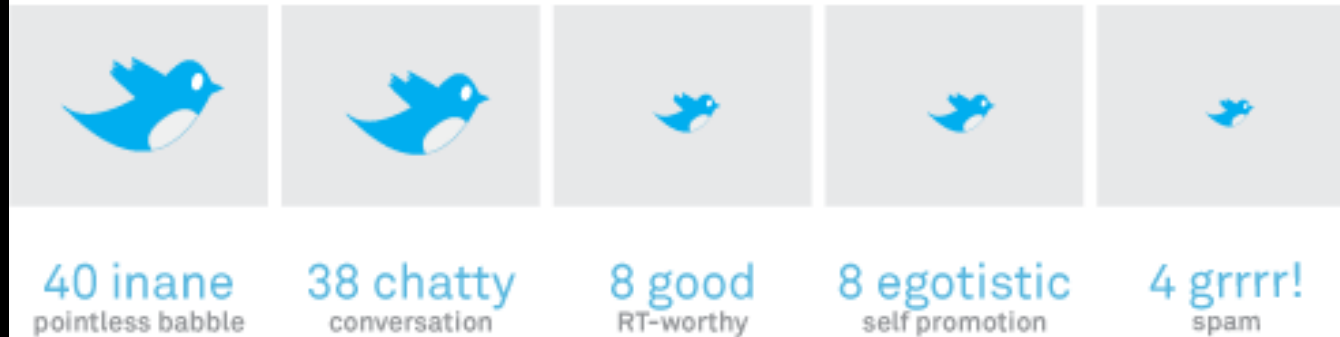 40 inane
pointless babble
38 chatty
conversation
8 good
RT-worthy
8 egotistic
self promotion
4 grrrr!
spam